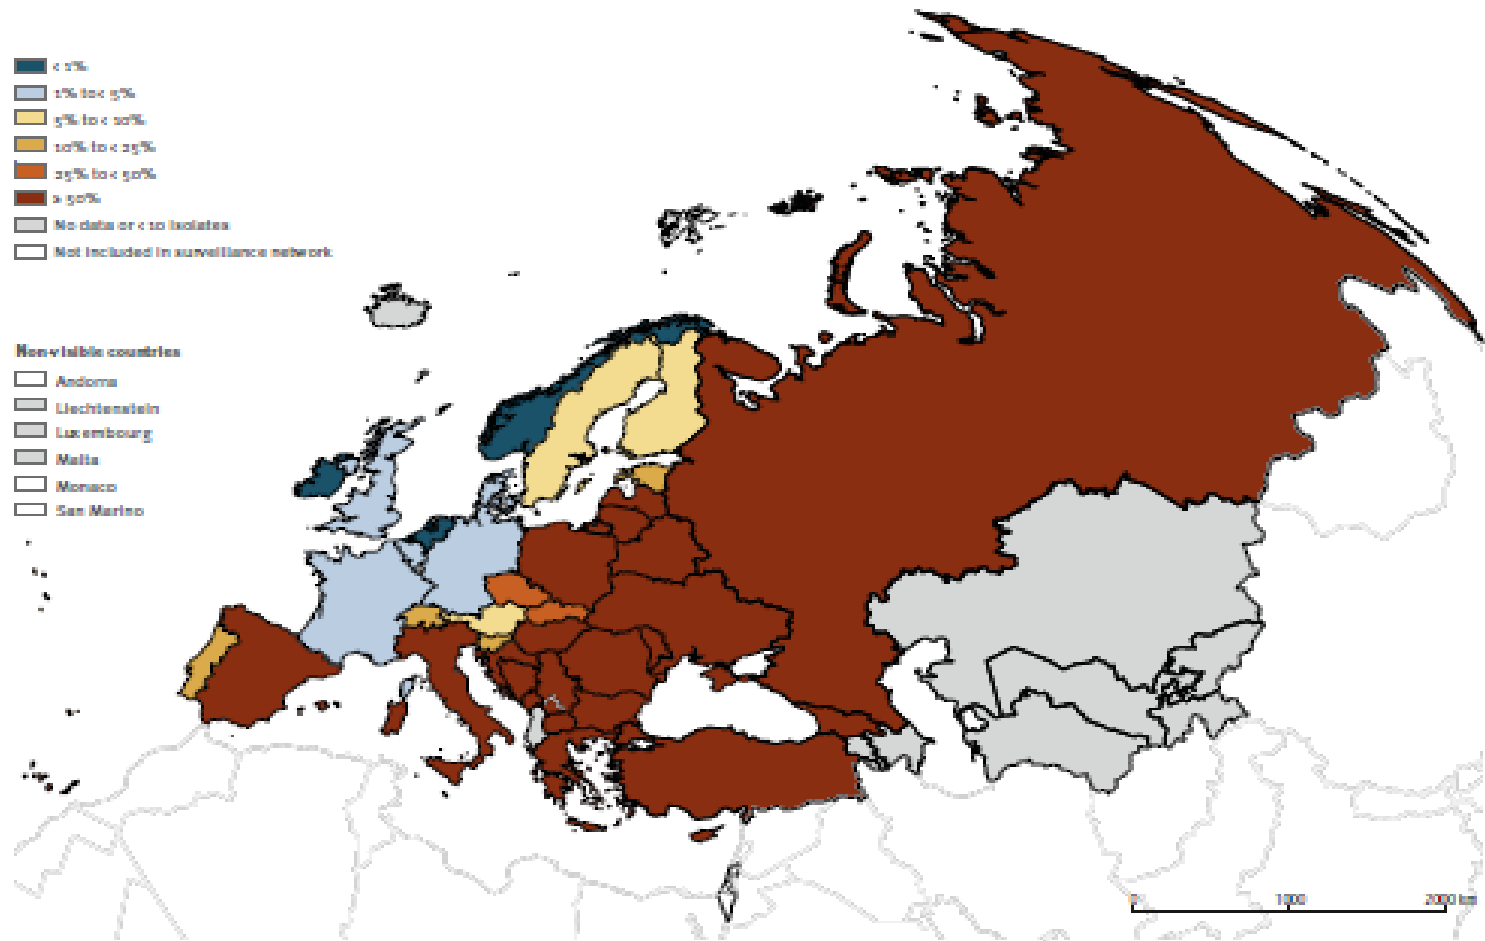 < 1%
1% to < 5%
5% to < 10%
10% to < 25%
25% to < 50%
≥ 50%
No data or < 10 isolates
Not included in surveillance network
Non-visible countries
Andorra
Liechtenstein
Luxembourg
Malta
Monaco
San Marino
0 1000 2000 km